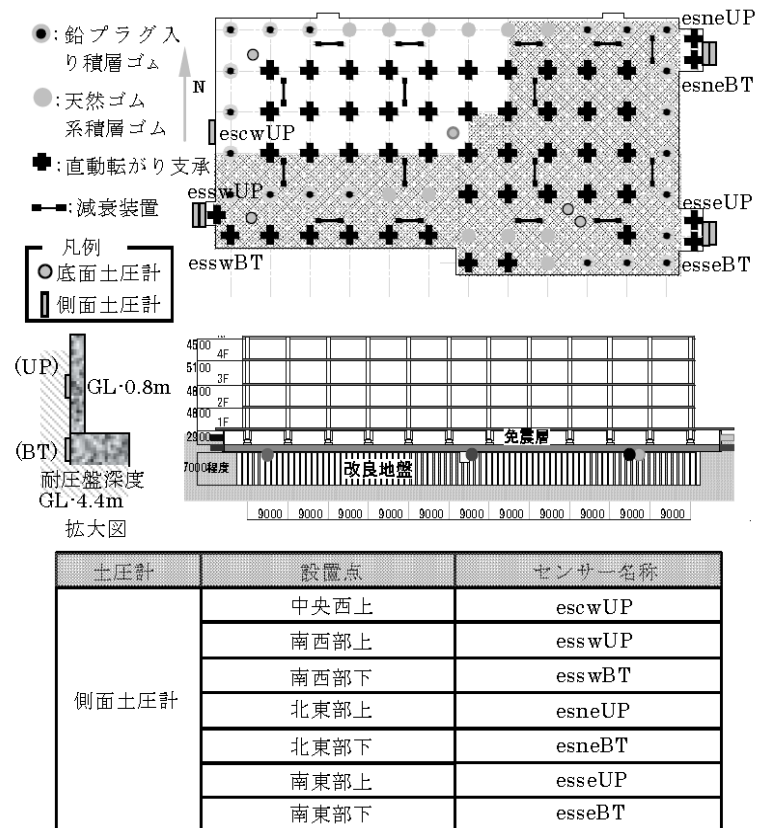 :鉛プラグ入
り積層ゴム
N
:天然ゴム
系積層ゴム
:直動転がり支承
:減衰装置
凡例
底面土圧計
側面土圧計
esneUP
esneBT
escwUP
esswUP
esswBT
esseUP
esseBT
(UP)
GL-0.8m
(BT)
耐圧盤深度
GL-4.4m
拡大図
4500
4F
5100
3F
4800
2F
4800
1F
2900
免震層
7000程度
改良地盤
9000 9000 9000 9000 9000 9000 9000 9000 9000 9000 9000
土圧計 設置点 センサー名称
側面土圧計
中央西上 escwUP
南西部上 esswUP
南西部下 esswBT
北東部上 esneUP
北東部下 esneBT
南東部上 esseUP
南東部下 esseBT